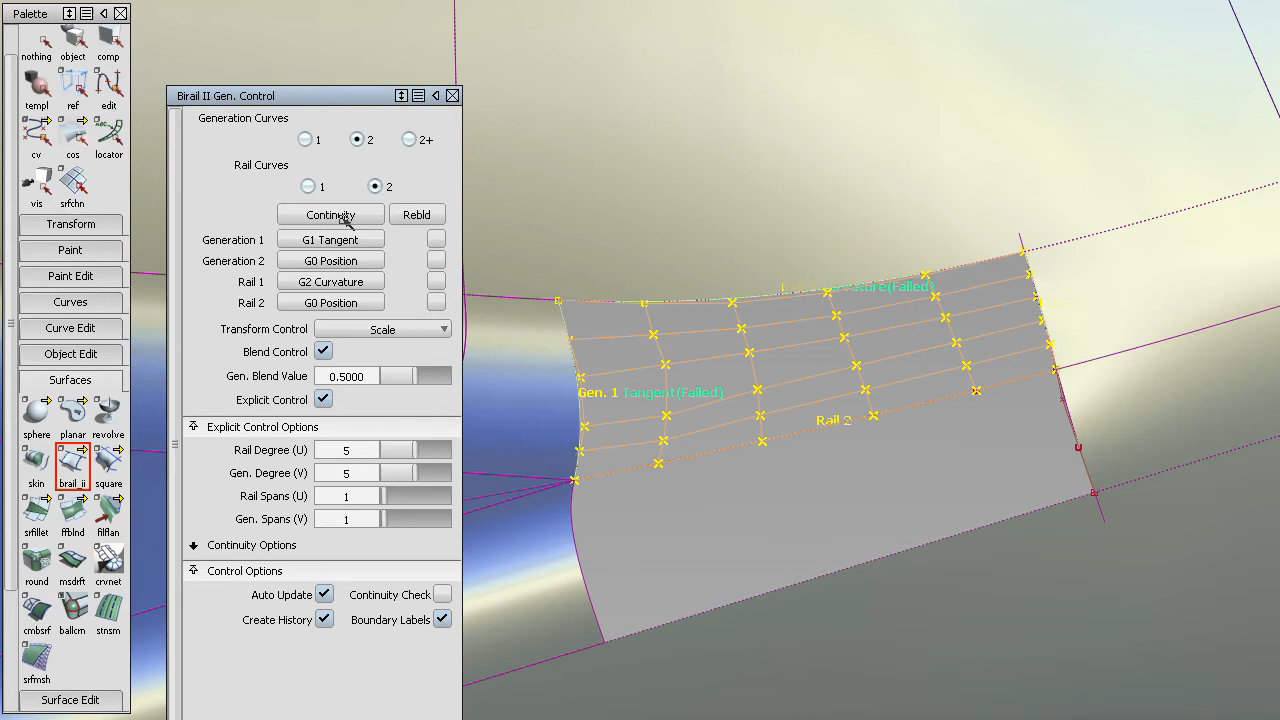 Palette
nothing object comp
templ ref edit
cv cos locator
vis srfchn
Transform
Paint
Paint Edit
Curves
Curve Edit
Object Edit
Surfaces
sphere planar revolve
skin brail_ii square
srfillet ffblnd filflan
round msdrft crvnet
cmbsrf ballcrn stnsrn
srfmsh
Surface Edit
Birail II Gen. Control
Generation Curves
1 2 2+
Rail Curves
1 2
Continuity Rebld
Generation 1 G1 Tangent
Generation 2 G0 Position
Rail 1 G2 Curvature
Rail 2 G0 Position
Transform Control Scale
Blend Control
Gen. Blend Value 0.5000
Explicit Control
Explicit Control Options
Rail Degree (U) 5
Gen. Degree (V) 5
Rail Spans (U) 1
Gen. Spans (V) 1
Continuity Options
Control Options
Auto Update Continuity Check
Create History Boundary Labels
Gen. 1 Tangent(Failed)
Rail 2